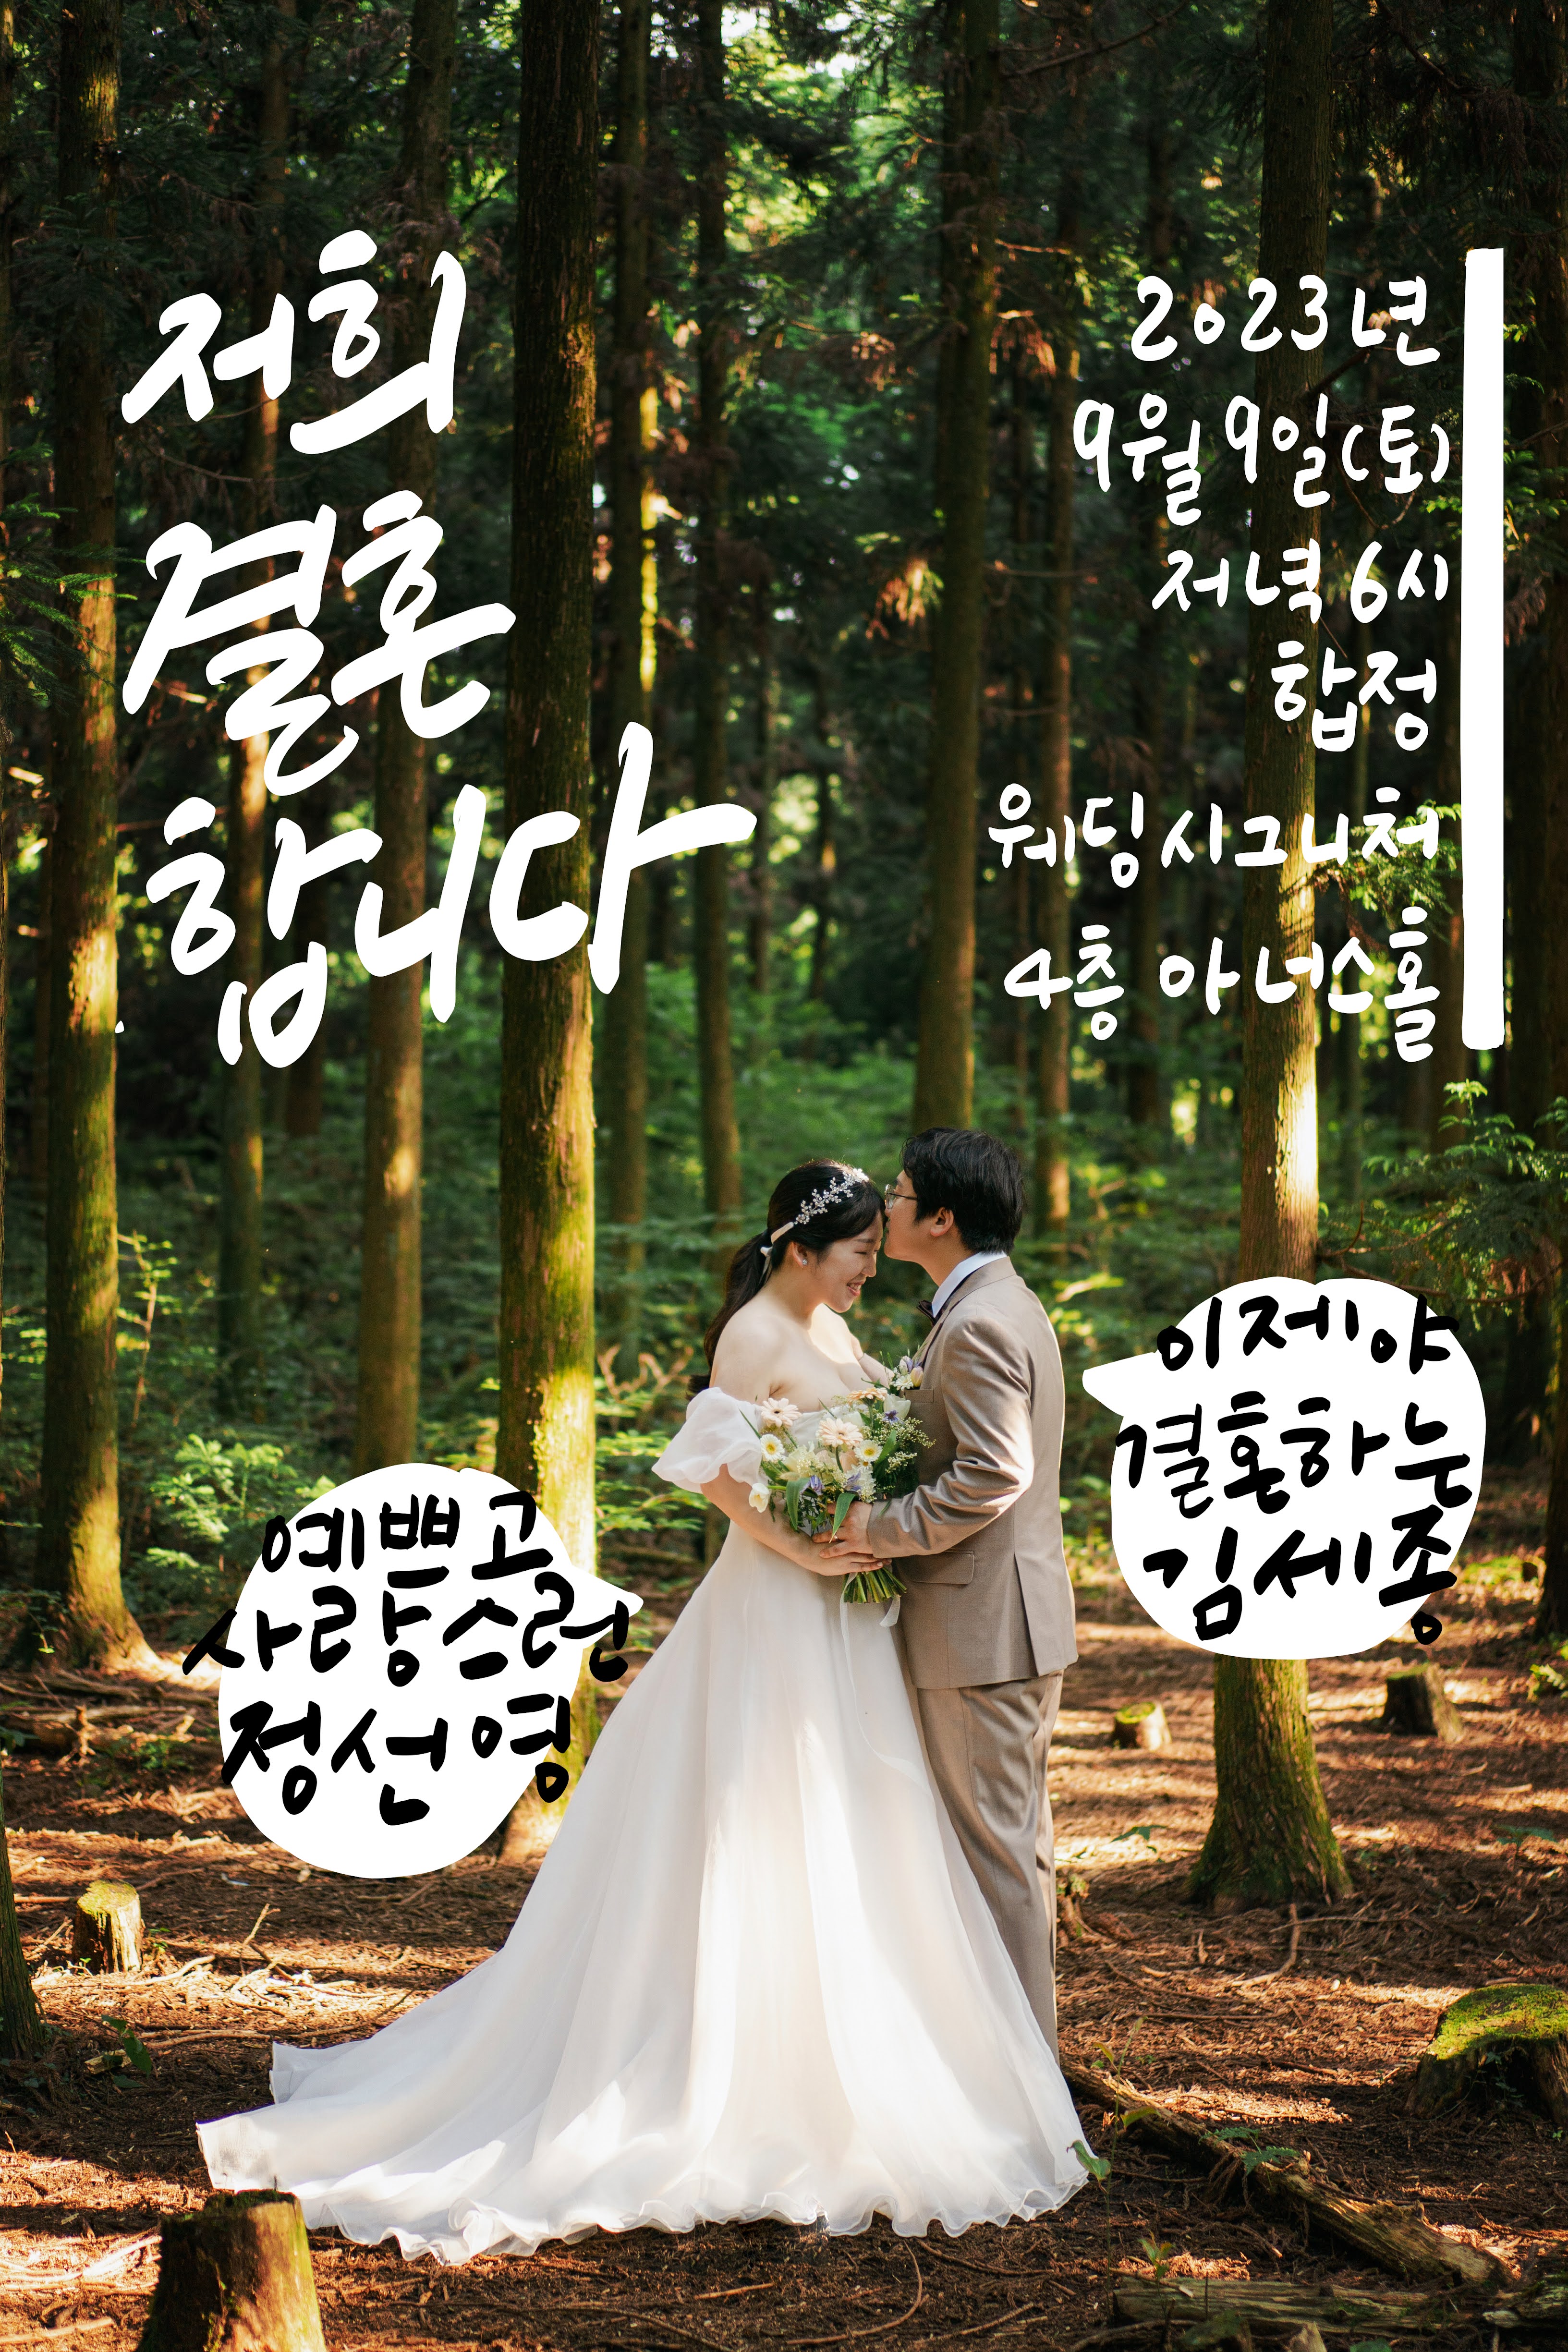 저희
결혼
합니다
2023년
9월 9일(토)
저녁 6시
합정
웨딩시그니처
4층 아너스홀
이제야
결혼하는
김세종
예쁘고
사랑스런
정선영